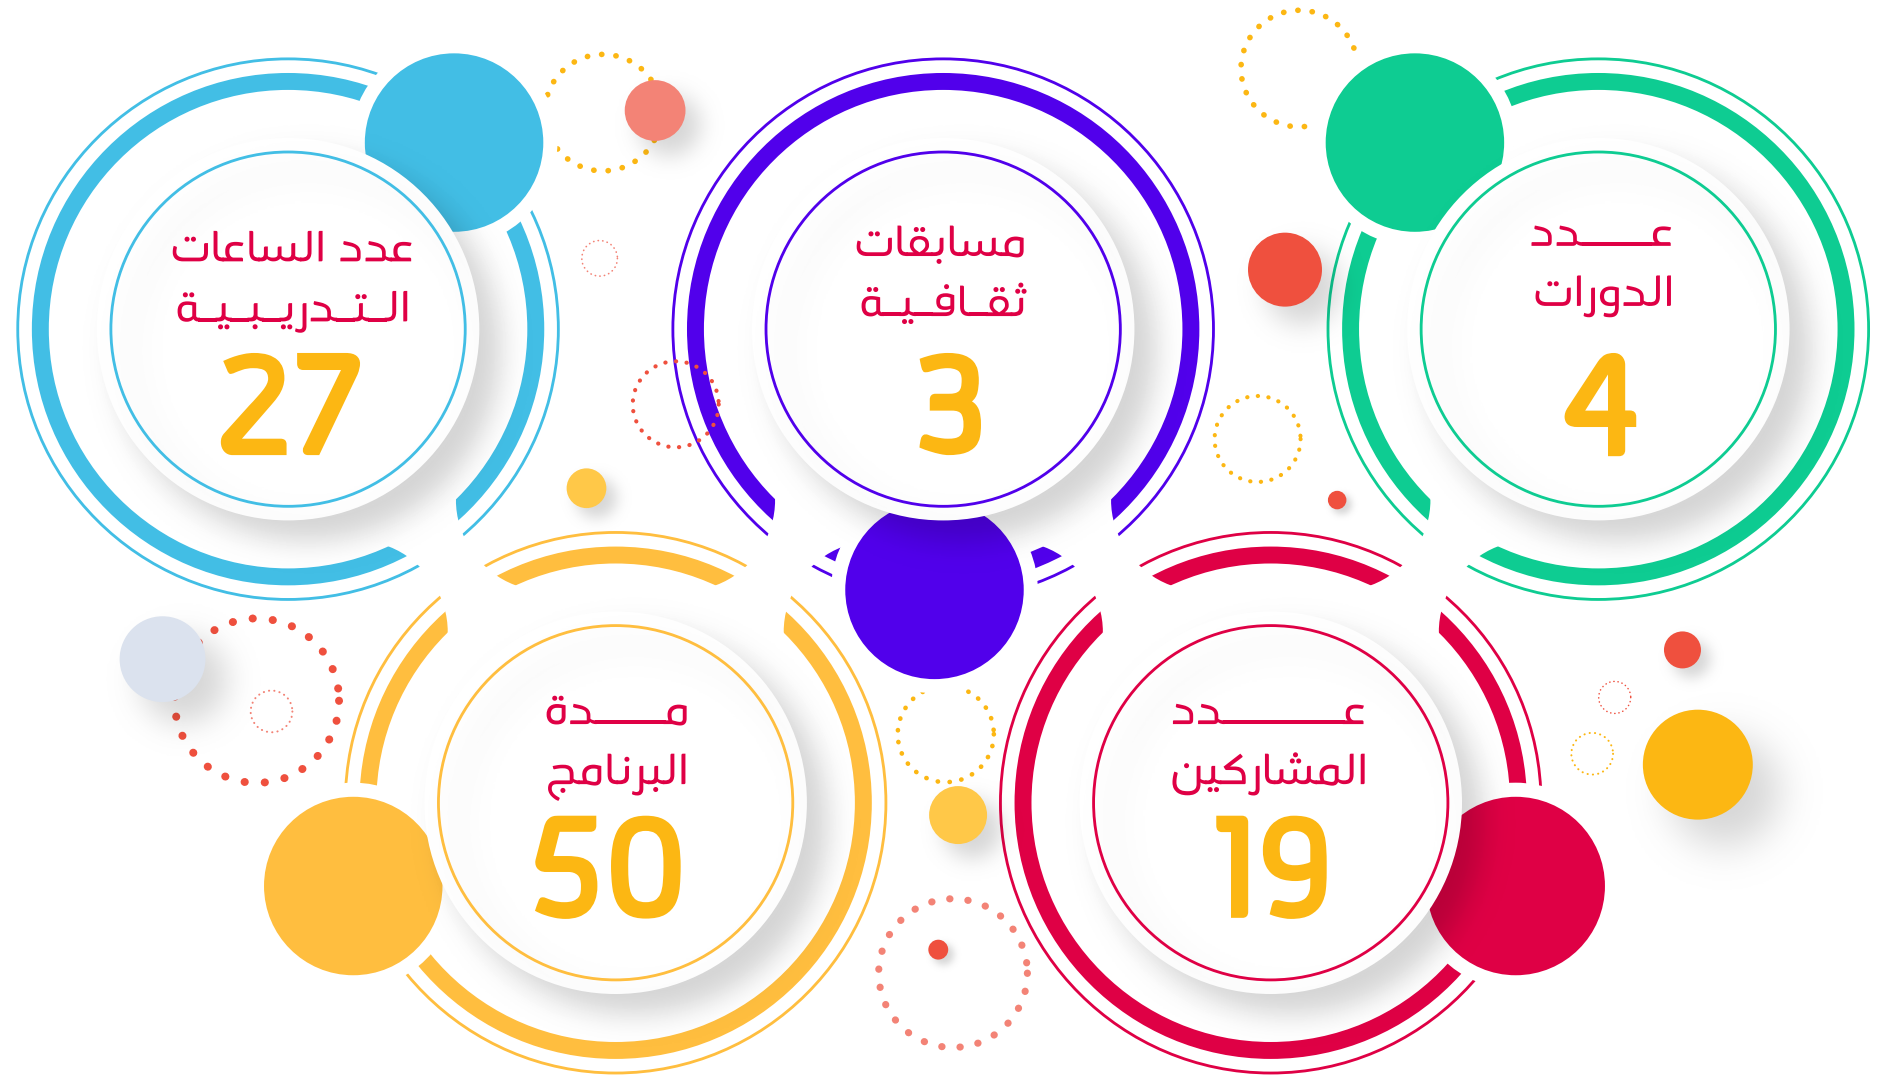 عدد
الدورات
4
مسابقات
ثقافية
3
عدد الساعات
التدريبية
27
عدد
المشاركين
19
مدة
البرنامج
50